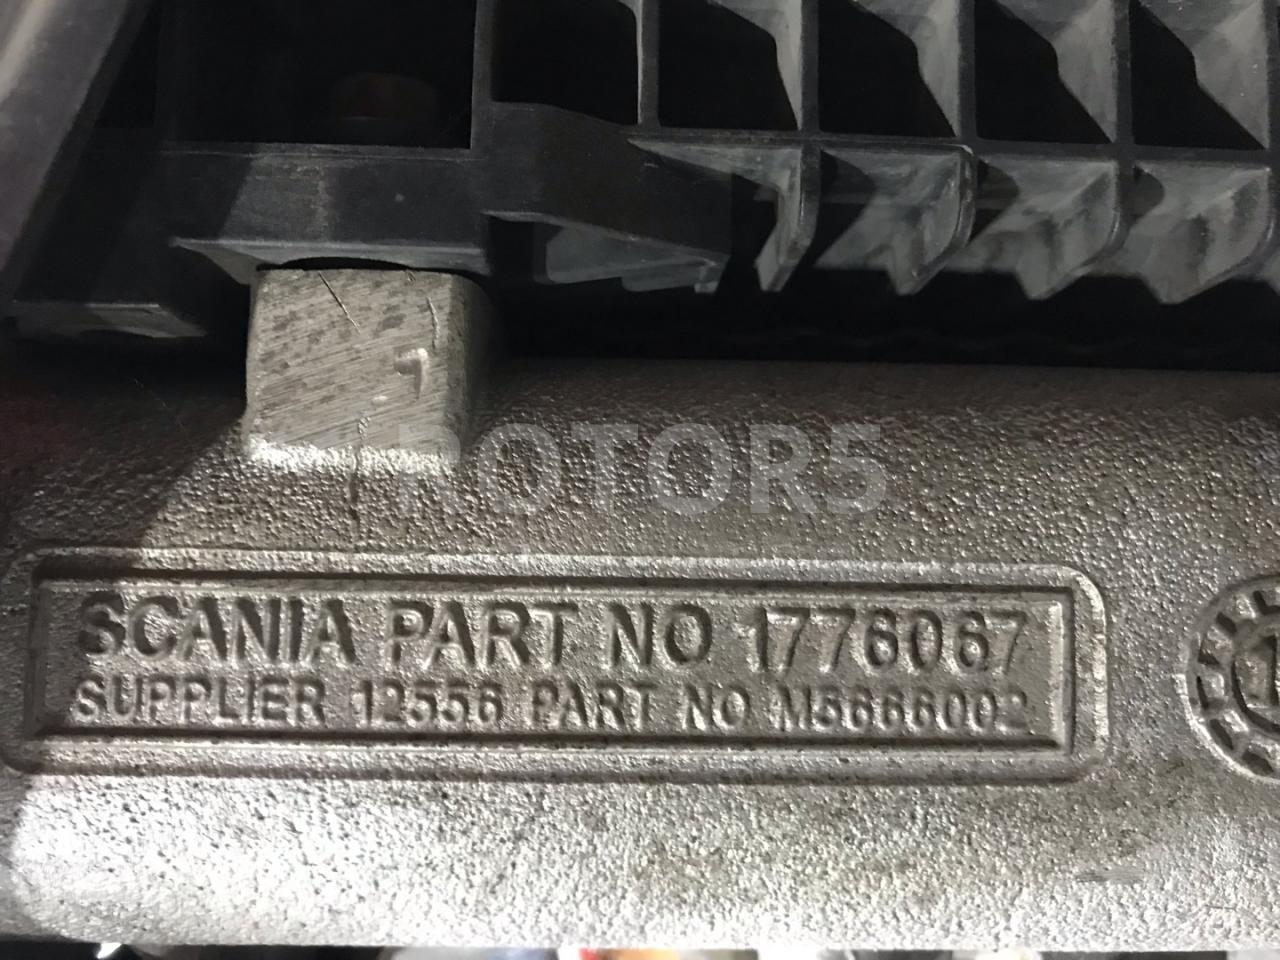 ROTOR5
SCANIA PART NO 1776067
SUPPLIER 12556 PART NO M5666002